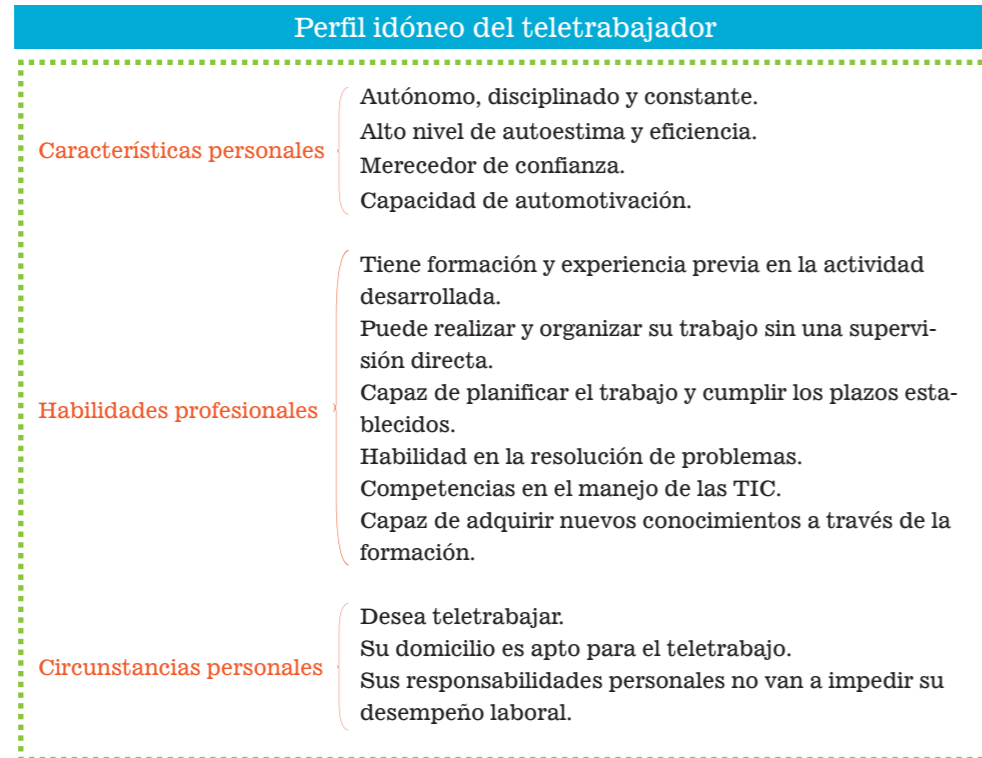 Perfil idóneo del teletrabajador
Características personales
Autónomo, disciplinado y constante.
Alto nivel de autoestima y eficiencia.
Merecedor de confianza.
Capacidad de automotivación.
Habilidades profesionales
Tiene formación y experiencia previa en la actividad
desarrollada.
Puede realizar y organizar su trabajo sin una supervi-
sión directa.
Capaz de planificar el trabajo y cumplir los plazos esta-
blecidos.
Habilidad en la resolución de problemas.
Competencias en el manejo de las TIC.
Capaz de adquirir nuevos conocimientos a través de la
formación.
Circunstancias personales
Desea teletrabajar.
Su domicilio es apto para el teletrabajo.
Sus responsabilidades personales no van a impedir su
desempeño laboral.